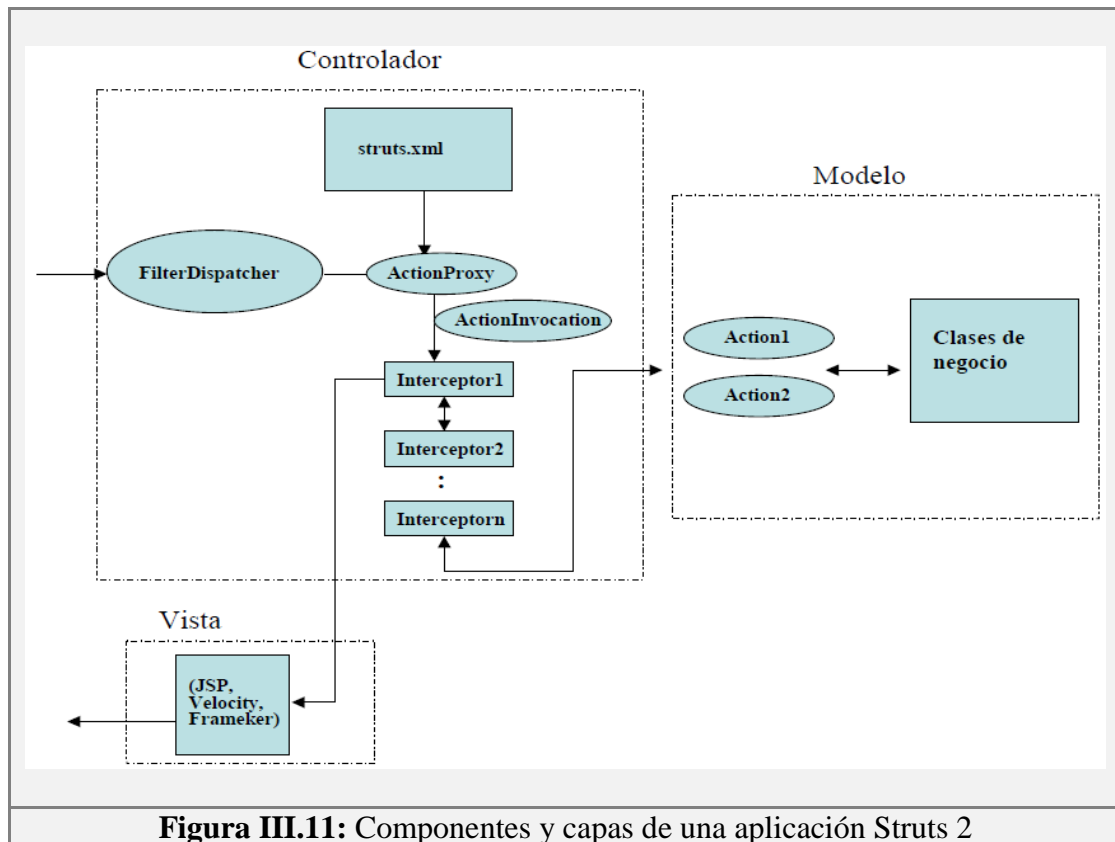 Controlador
struts.xml
Modelo
FilterDispatcher
ActionProxy
ActionInvocation
Action1
Action2
Clases de
negocio
Interceptor1
Interceptor2
:
Interceptorn
Vista
(JSP,
Velocity,
Frameker)
Figura III.11: Componentes y capas de una aplicación Struts 2